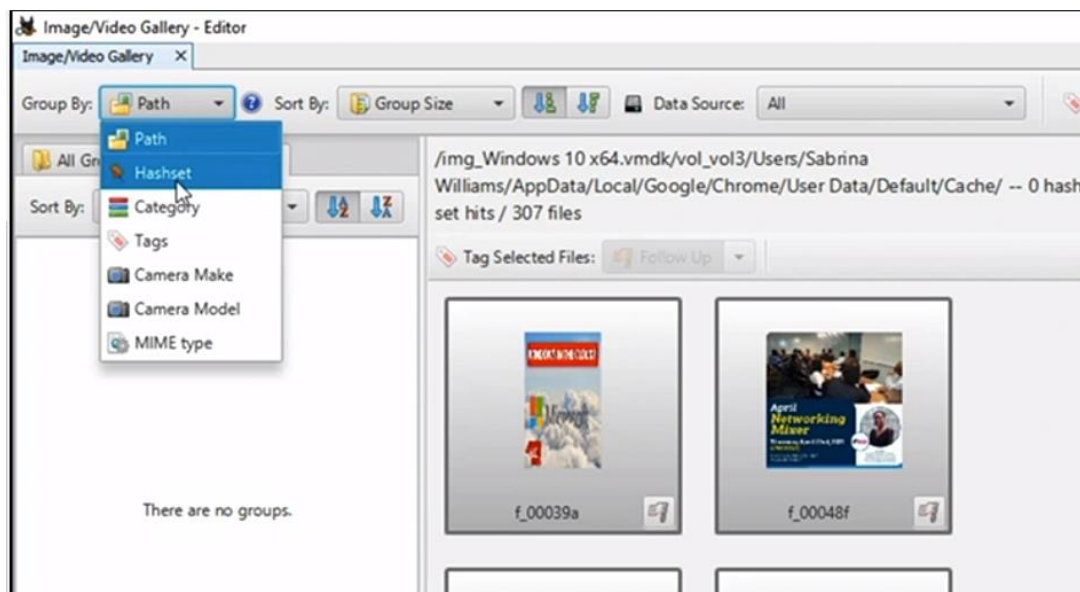 Image/Video Gallery - Editor
Image/Video Gallery X
Group By: Path Sort By: Group Size Data Source: All
Path
Hashset
Category
Tags
Camera Make
Camera Model
MIME type
All Gr
Sort By:
There are no groups.
/img_Windows 10 x64.vmdk/vol_vol3/Users/Sabrina
Williams/AppData/Local/Google/Chrome/User Data/Default/Cache/ -- 0 hash
set hits / 307 files
Tag Selected Files: Follow Up
Microsoft
April
Networking
Mixer
f_00039a
f_00048f